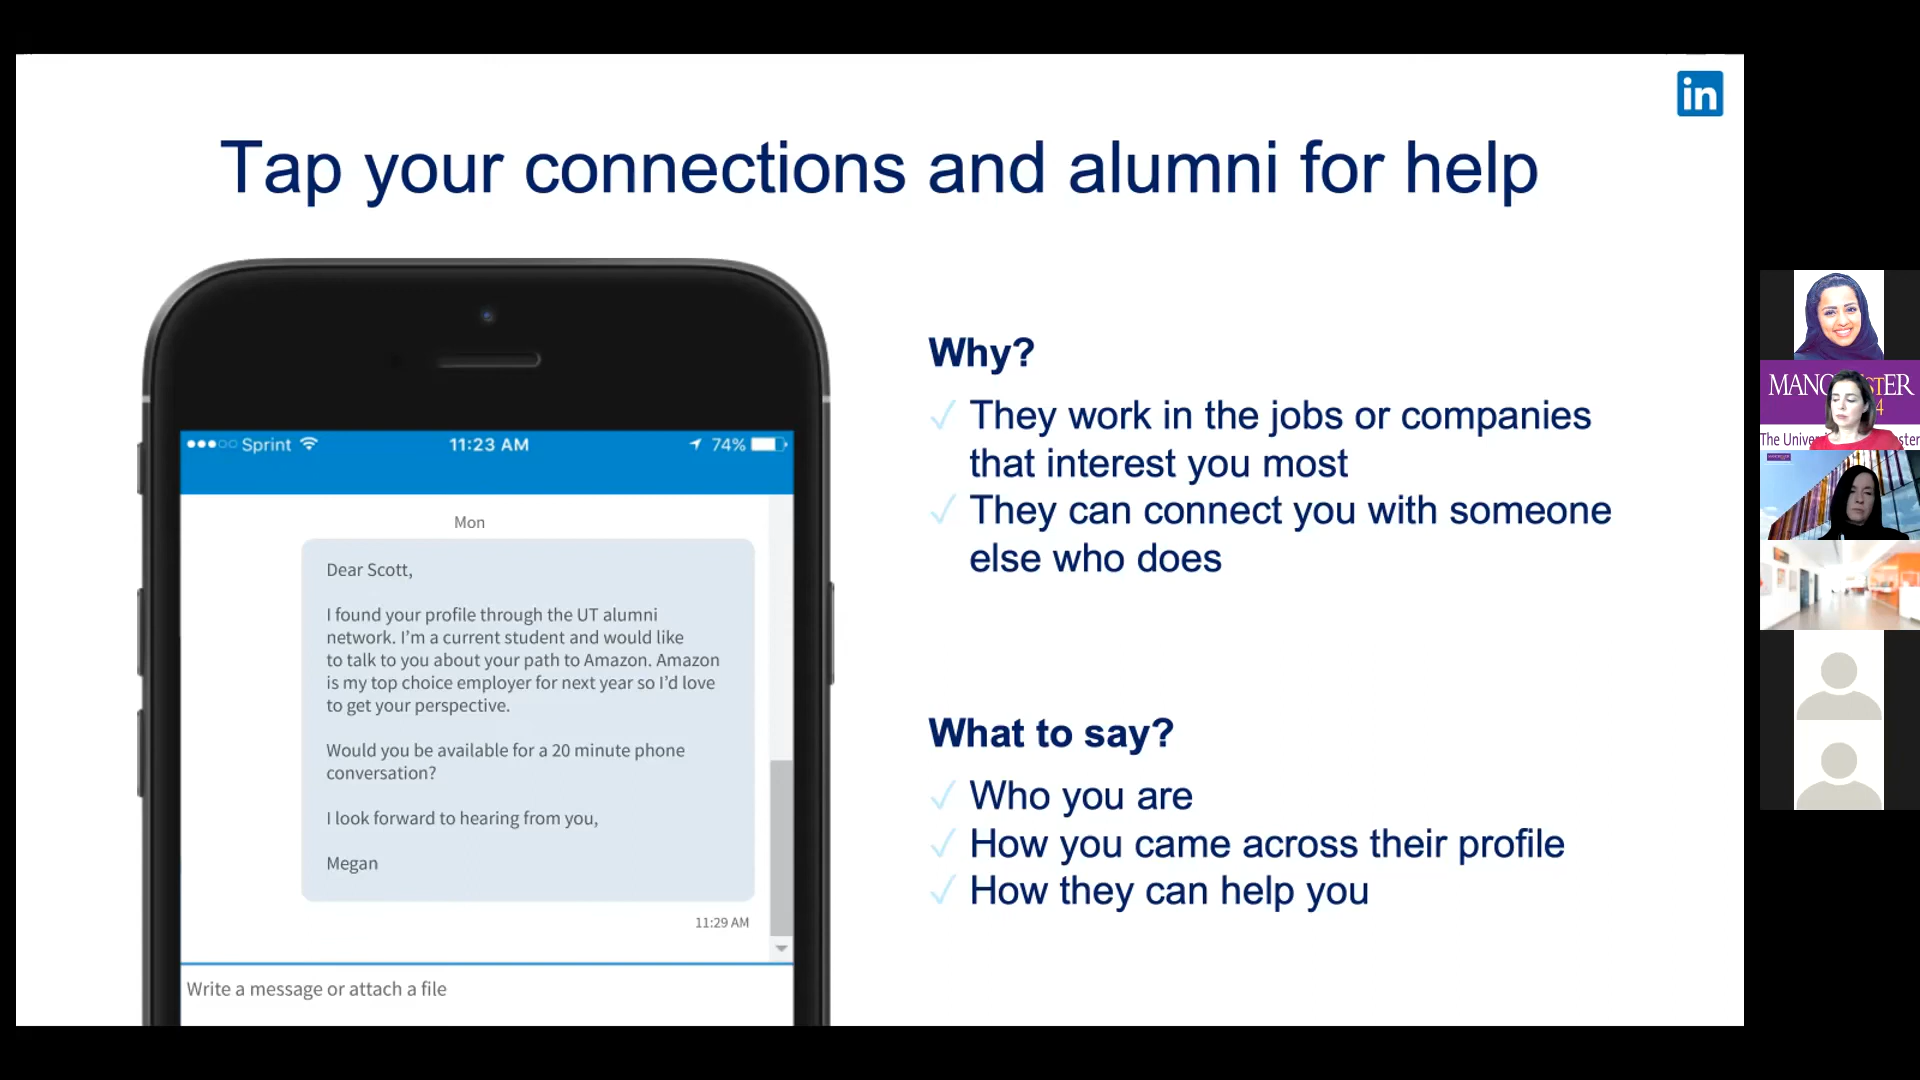 in
Tap your connections and alumni for help
Sprint 11:23 AM 74%
Mon
Dear Scott,
I found your profile through the UT alumni
network. I'm a current student and would like
to talk to you about your path to Amazon. Amazon
is my top choice employer for next year so I'd love
to get your perspective.
Would you be available for a 20 minute phone
conversation?
I look forward to hearing from you,
Megan
11:29 AM
Write a message or attach a file
Why?
✓ They work in the jobs or companies
that interest you most
✓ They can connect you with someone
else who does
What to say?
✓ Who you are
✓ How you came across their profile
✓ How they can help you